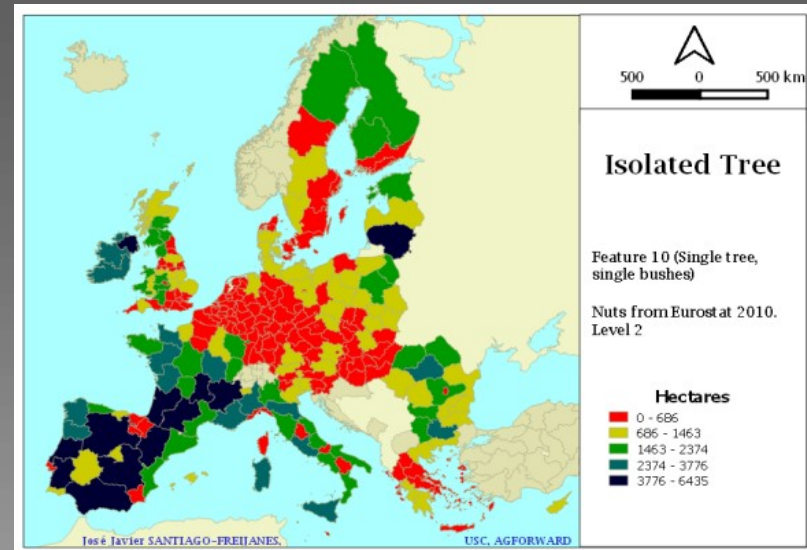 500 0 500 km
Isolated Tree
Feature 10 (Single tree,
single bushes)
Nuts from Eurostat 2010.
Level 2
Hectares
0 - 686
686 - 1463
1463 - 2374
2374 - 3776
3776 - 6435
José Javier SANTIAGO-FREIJANES,
USC, AGFORWARD